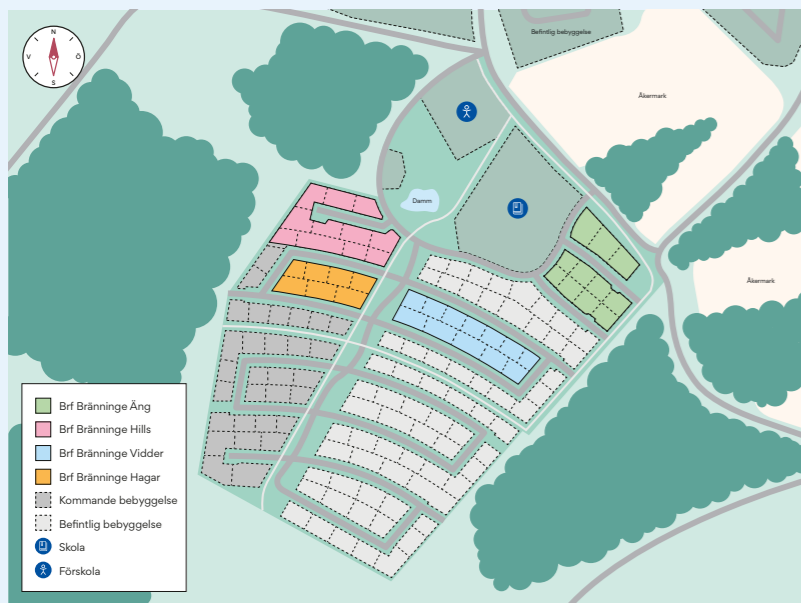 N
V
Ö
S
Befintlig bebyggelse
Åkermark
Damm
Åkermark
Brf Bränninge Äng
Brf Bränninge Hills
Brf Bränninge Vidder
Brf Bränninge Hagar
Kommande bebyggelse
Befintlig bebyggelse
Skola
Förskola